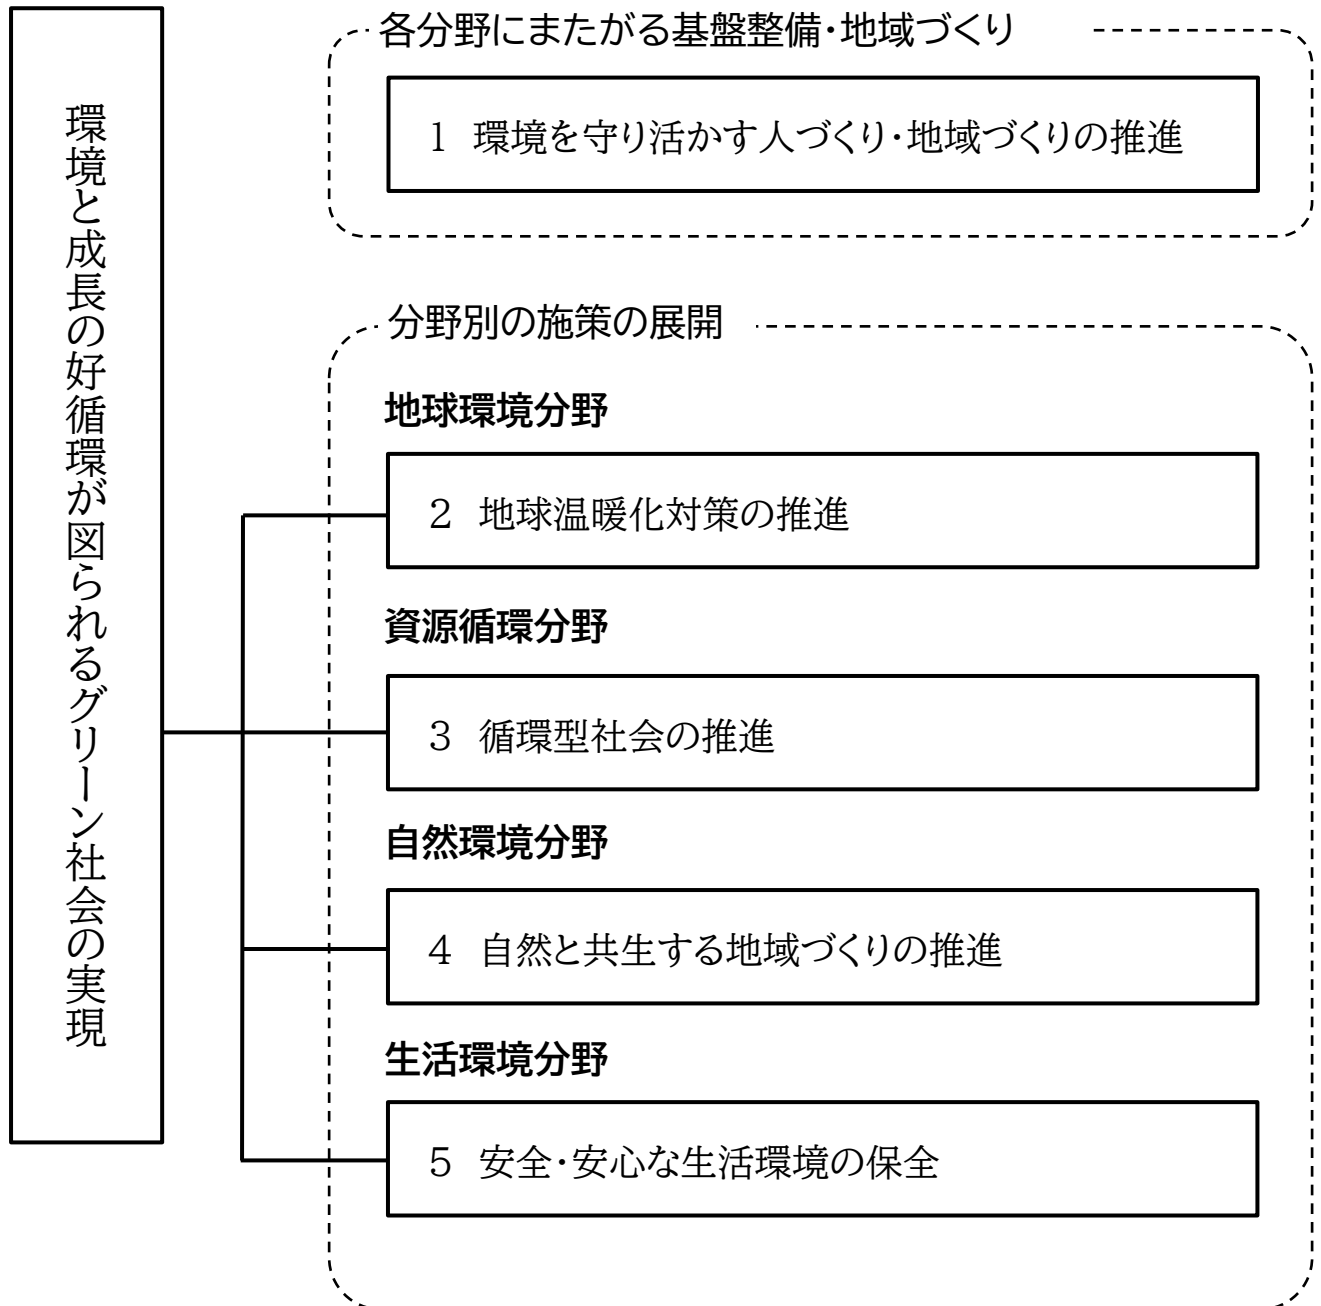 環境と成長の好循環が図られるグリーン社会の実現
各分野にまたがる基盤整備・地域づくり
1 環境を守り活かす人づくり・地域づくりの推進
分野別の施策の展開
地球環境分野
2 地球温暖化対策の推進
資源循環分野
3 循環型社会の推進
自然環境分野
4 自然と共生する地域づくりの推進
生活環境分野
5 安全・安心な生活環境の保全